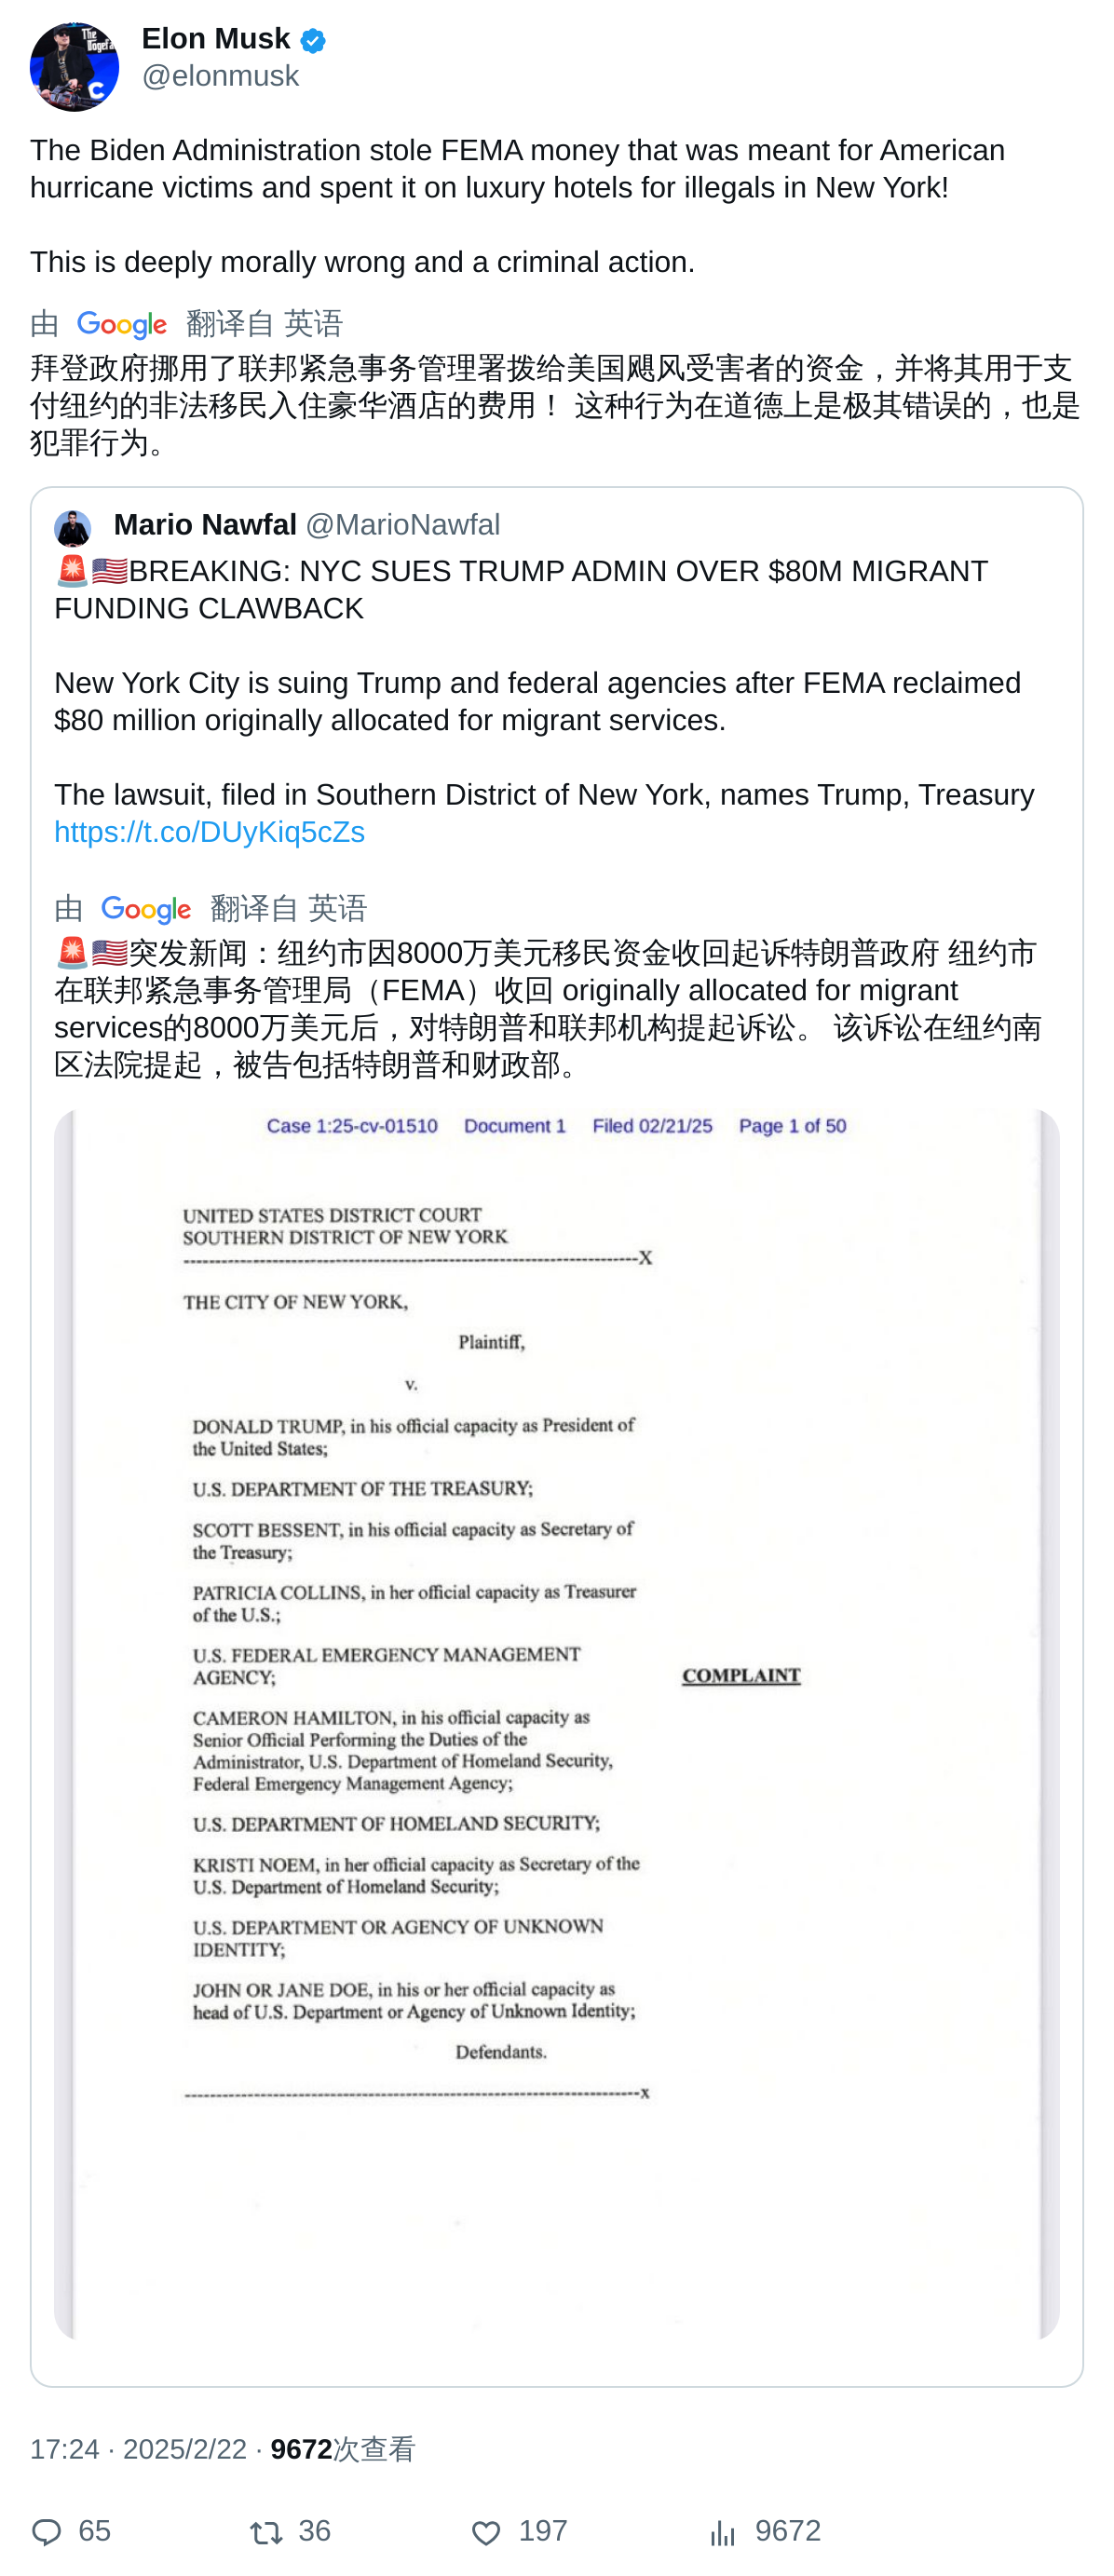 Elon Musk
@elonmusk
The Biden Administration stole FEMA money that was meant for American
hurricane victims and spent it on luxury hotels for illegals in New York!
This is deeply morally wrong and a criminal action.
由 Google 翻译自 英语
拜登政府挪用了联邦紧急事务管理署拨给美国飓风受害者的资金，并将其用于支
付纽约的非法移民入住豪华酒店的费用！ 这种行为在道德上是极其错误的，也是
犯罪行为。
Mario Nawfal @MarioNawfal
🚨🇺🇸BREAKING: NYC SUES TRUMP ADMIN OVER $80M MIGRANT
FUNDING CLAWBACK
New York City is suing Trump and federal agencies after FEMA reclaimed
$80 million originally allocated for migrant services.
The lawsuit, filed in Southern District of New York, names Trump, Treasury
https://t.co/DUyKiq5cZs
由 Google 翻译自 英语
🚨🇺🇸突发新闻：纽约市因8000万美元移民资金收回起诉特朗普政府 纽约市
在联邦紧急事务管理局（FEMA）收回 originally allocated for migrant
services的8000万美元后，对特朗普和联邦机构提起诉讼。 该诉讼在纽约南
区法院提起，被告包括特朗普和财政部。
Case 1:25-cv-01510 Document 1 Filed 02/21/25 Page 1 of 50
UNITED STATES DISTRICT COURT
SOUTHERN DISTRICT OF NEW YORK
------------------------------------------------------------------------X
THE CITY OF NEW YORK,
Plaintiff,
v.
DONALD TRUMP, in his official capacity as President of
the United States;
U.S. DEPARTMENT OF THE TREASURY;
SCOTT BESSENT, in his official capacity as Secretary of
the Treasury;
PATRICIA COLLINS, in her official capacity as Treasurer
of the U.S.;
U.S. FEDERAL EMERGENCY MANAGEMENT
AGENCY;
COMPLAINT
CAMERON HAMILTON, in his official capacity as
Senior Official Performing the Duties of the
Administrator, U.S. Department of Homeland Security,
Federal Emergency Management Agency;
U.S. DEPARTMENT OF HOMELAND SECURITY;
KRISTI NOEM, in her official capacity as Secretary of the
U.S. Department of Homeland Security;
U.S. DEPARTMENT OR AGENCY OF UNKNOWN
IDENTITY;
JOHN OR JANE DOE, in his or her official capacity as
head of U.S. Department or Agency of Unknown Identity;
Defendants.
------------------------------------------------------------------------x
17:24 · 2025/2/22 · 9672次查看
65 36 197 9672